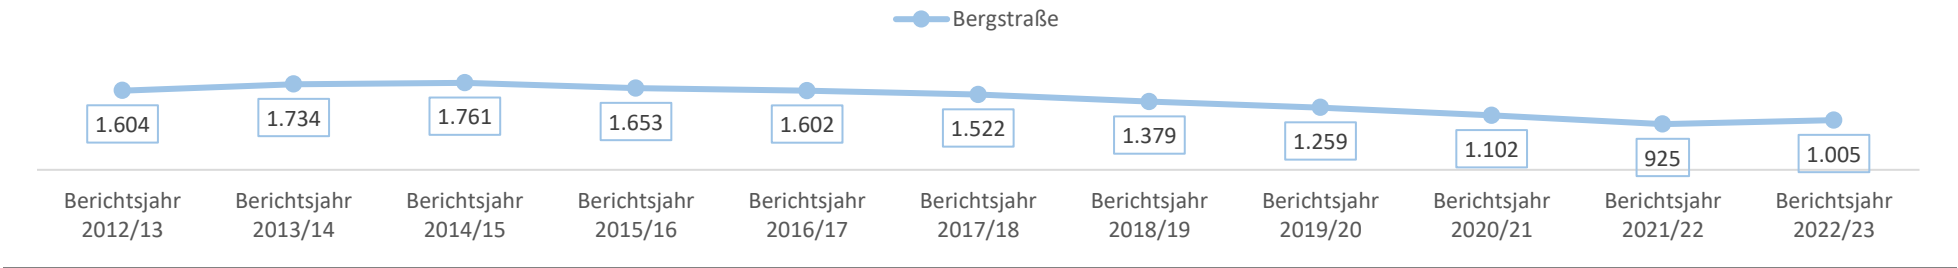 Bergstraße
1.604
1.734
1.761
1.653
1.602
1.522
1.379
1.259
1.102
925
1.005
Berichtsjahr 2012/13
Berichtsjahr 2013/14
Berichtsjahr 2014/15
Berichtsjahr 2015/16
Berichtsjahr 2016/17
Berichtsjahr 2017/18
Berichtsjahr 2018/19
Berichtsjahr 2019/20
Berichtsjahr 2020/21
Berichtsjahr 2021/22
Berichtsjahr 2022/23